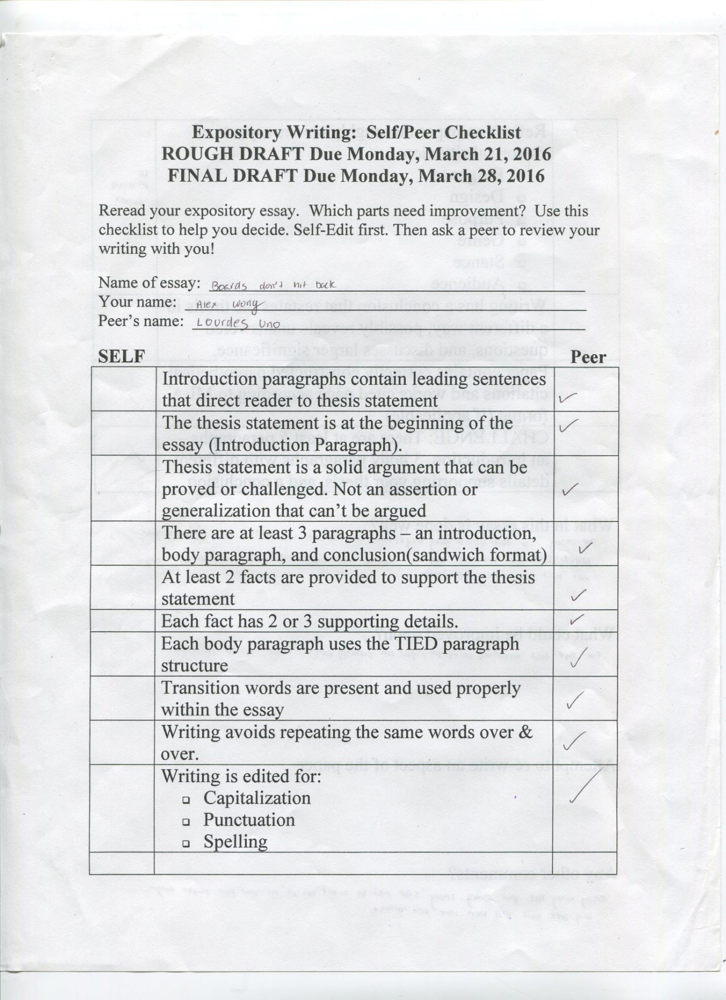 Expository Writing: Self/Peer Checklist
ROUGH DRAFT Due Monday, March 21, 2016
FINAL DRAFT Due Monday, March 28, 2016
Reread your expository essay. Which parts need improvement? Use this
checklist to help you decide. Self-Edit first. Then ask a peer to review your
writing with you!
Name of essay: Boards don't hit back
Your name: Alex Wong
Peer's name: Lourdes Uno
SELF Peer
Introduction paragraphs contain leading sentences
that direct reader to thesis statement ✓
The thesis statement is at the beginning of the ✓
essay (Introduction Paragraph).
Thesis statement is a solid argument that can be
proved or challenged. Not an assertion or ✓
generalization that can't be argued
There are at least 3 paragraphs – an introduction,
body paragraph, and conclusion(sandwich format) ✓
At least 2 facts are provided to support the thesis
statement ✓
Each fact has 2 or 3 supporting details. ✓
Each body paragraph uses the TIED paragraph
structure ✓
Transition words are present and used properly
within the essay ✓
Writing avoids repeating the same words over &
over. ✓
Writing is edited for:
❑ Capitalization ✓
❑ Punctuation
❑ Spelling